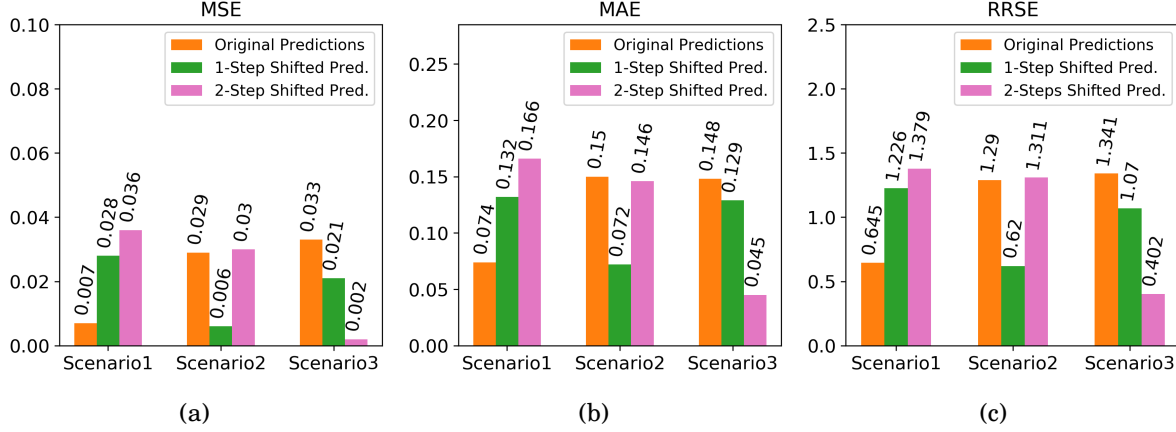 MSE
0.10
0.08
0.06
0.04
0.02
0.00
Original Predictions
1-Step Shifted Pred.
2-Step Shifted Pred.
0.007
0.028
0.036
0.029
0.006
0.03
0.033
0.021
0.002
Scenario1 Scenario2 Scenario3
(a)
MAE
0.25
0.20
0.15
0.10
0.05
0.00
Original Predictions
1-Step Shifted Pred.
2-Step Shifted Pred.
0.074
0.132
0.166
0.15
0.072
0.146
0.148
0.129
0.045
Scenario1 Scenario2 Scenario3
(b)
RRSE
2.5
2.0
1.5
1.0
0.5
0.0
Original Predictions
1-Step Shifted Pred.
2-Steps Shifted Pred.
0.645
1.226
1.379
1.29
0.62
1.311
1.341
1.07
0.402
Scenario1 Scenario2 Scenario3
(c)